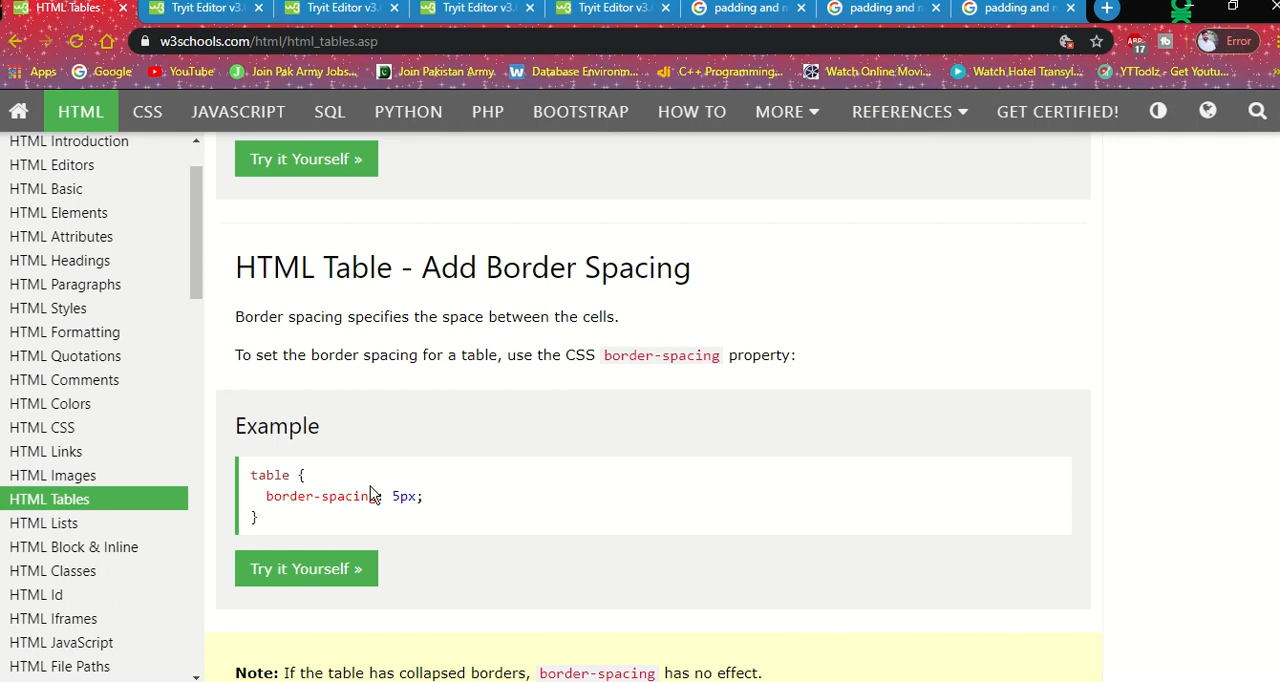 HTML Tables
Tryit Editor v3.
Tryit Editor v3.
Tryit Editor v3.
Tryit Editor v3.
padding and
padding and
padding and
w3schools.com/html/html_tables.asp
17
Error
Apps
Google
YouTube
Join Pak Army Jobs...
Join Pakistan Army
Database Environm...
C++ Programming,...
Watch Online Movi...
Watch Hotel Transyl...
YTToolz - Get Youtu...
HTML
CSS
JAVASCRIPT
SQL
PYTHON
PHP
BOOTSTRAP
HOW TO
MORE
REFERENCES
GET CERTIFIED!
HTML Introduction
HTML Editors
HTML Basic
HTML Elements
HTML Attributes
HTML Headings
HTML Paragraphs
HTML Styles
HTML Formatting
HTML Quotations
HTML Comments
HTML Colors
HTML CSS
HTML Links
HTML Images
HTML Tables
HTML Lists
HTML Block & Inline
HTML Classes
HTML Id
HTML Iframes
HTML JavaScript
HTML File Paths
Try it Yourself »
HTML Table - Add Border Spacing
Border spacing specifies the space between the cells.
To set the border spacing for a table, use the CSS border-spacing property:
Example
table {
border-spacing: 5px;
}
Try it Yourself »
Note: If the table has collapsed borders, border-spacing has no effect.